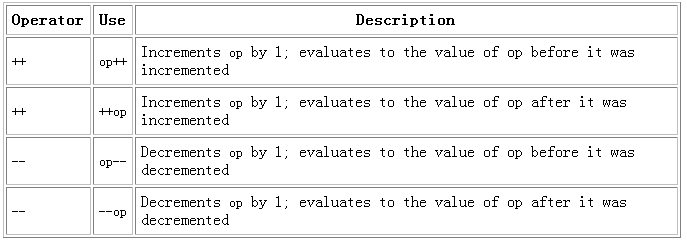 Operator Use Description
++ op++ Increments op by 1; evaluates to the value of op before it was
incremented
++ ++op Increments op by 1; evaluates to the value of op after it was
incremented
-- op-- Decrements op by 1; evaluates to the value of op before it was
decremented
-- --op Decrements op by 1; evaluates to the value of op after it was
decremented